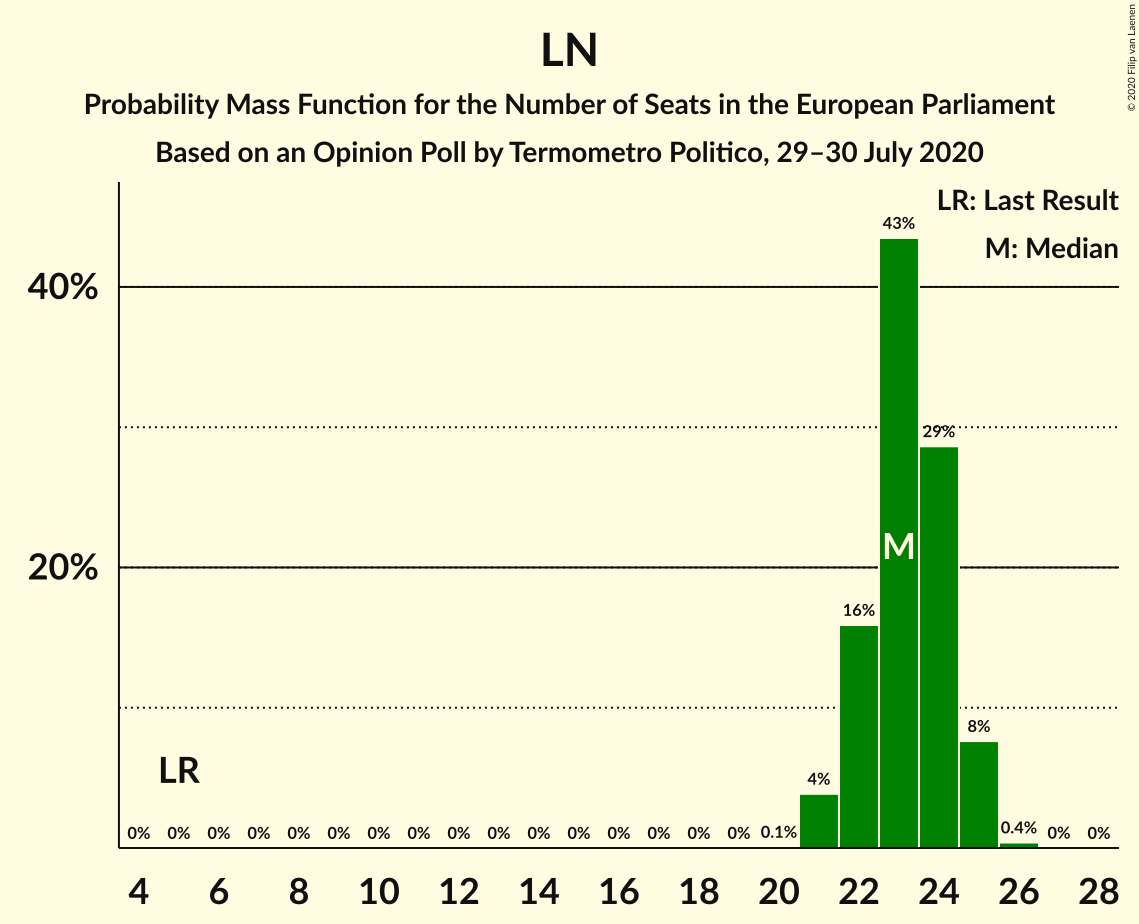 LN
Probability Mass Function for the Number of Seats in the European Parliament
Based on an Opinion Poll by Termometro Politico, 29–30 July 2020
© 2020 Filip van Laenen
LR: Last Result
M: Median
43%
40%
29%
M
20%
16%
8%
LR
4%
0% 0% 0% 0% 0% 0% 0% 0% 0% 0% 0% 0% 0% 0% 0% 0% 0.1% 0.4% 0% 0%
4 6 8 10 12 14 16 18 20 22 24 26 28